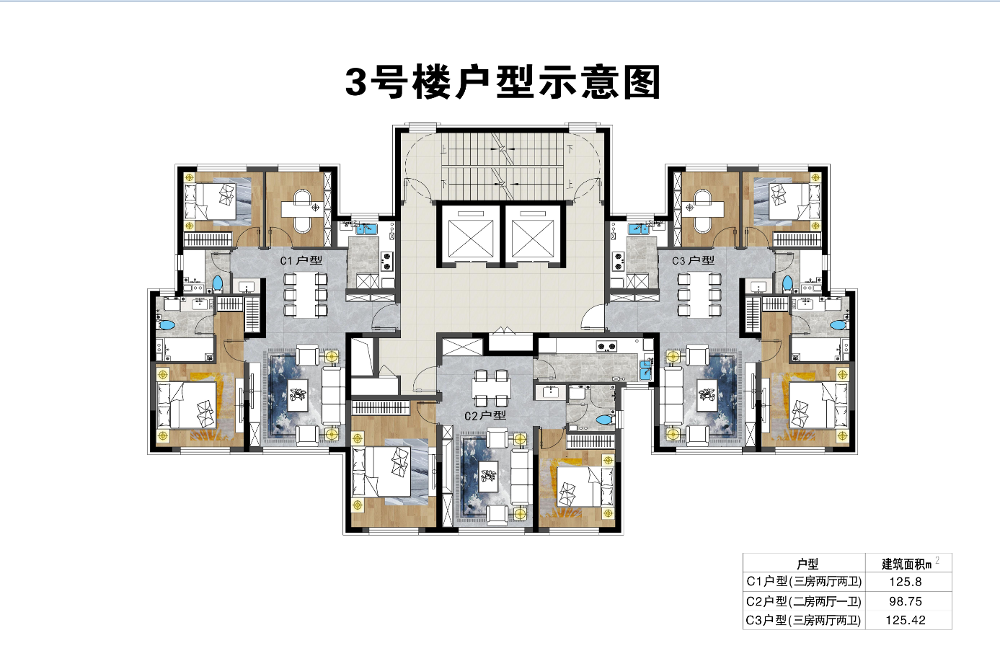 3号楼户型示意图
上
下
下
上
C1户型
C3户型
C2户型
户型 建筑面积m²
C1户型(三房两厅两卫) 125.8
C2户型(二房两厅一卫) 98.75
C3户型(三房两厅两卫) 125.42